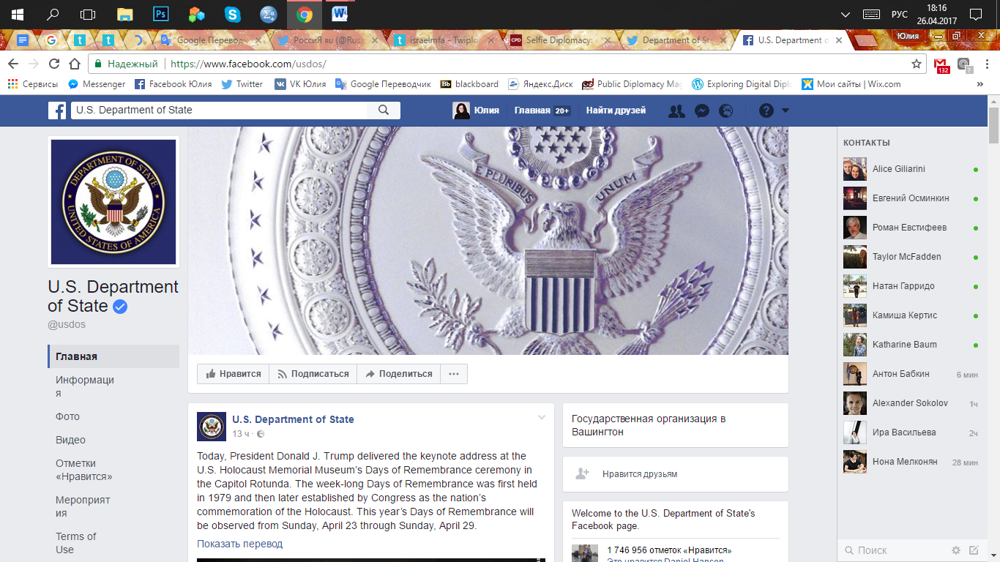 18:16
РУС
26.04.2017
Google Перевод
РоссиЯ ru (@Rus
israelmfa - Twiplo
CPD
Selfie Diplomacy:
Department of St
U.S. Department o
Юлия
Надежный
https://www.facebook.com/usdos/
132
?
Сервисы
Messenger
Facebook Юлия
Twitter
VK Юлия
Google Переводчик
Bb
blackboard
Яндекс.Диск
Public Diplomacy Mag
Exploring Digital Diplo
Мои сайты | Wix.com
»
U.S. Department of State
Юлия
Главная 20+
Найти друзей
DEPARTMENT OF STATE
UNITED STATES OF AMERICA
E PLURIBUS
UNUM
U.S. Department
of State
@usdos
Главная
Информаци
я
Фото
Видео
Отметки
«Нравится»
Мероприят
ия
Terms of
Use
Нравится
Подписаться
Поделиться
···
U.S. Department of State
13 ч ·
Today, President Donald J. Trump delivered the keynote address at the
U.S. Holocaust Memorial Museum's Days of Remembrance ceremony in
the Capitol Rotunda. The week-long Days of Remembrance was first held
in 1979 and then later established by Congress as the nation's
commemoration of the Holocaust. This year's Days of Remembrance will
be observed from Sunday, April 23 through Sunday, April 29.
Показать перевод
Государственная организация в
Вашингтон
Нравится друзьям
Welcome to the U.S. Department of State's
Facebook page.
1 746 956 отметок «Нравится»
Это нравится Daniel Hanson
КОНТАКТЫ
Alice Giliarini
Евгений Осминкин
Роман Евстифеев
Taylor McFadden
Натан Гарридо
Камиша Кертис
Katharine Baum
Антон Бабкин
6 мин
Alexander Sokolov
1ч
Ира Васильева
2ч
Нона Мелконян
28 мин
Поиск